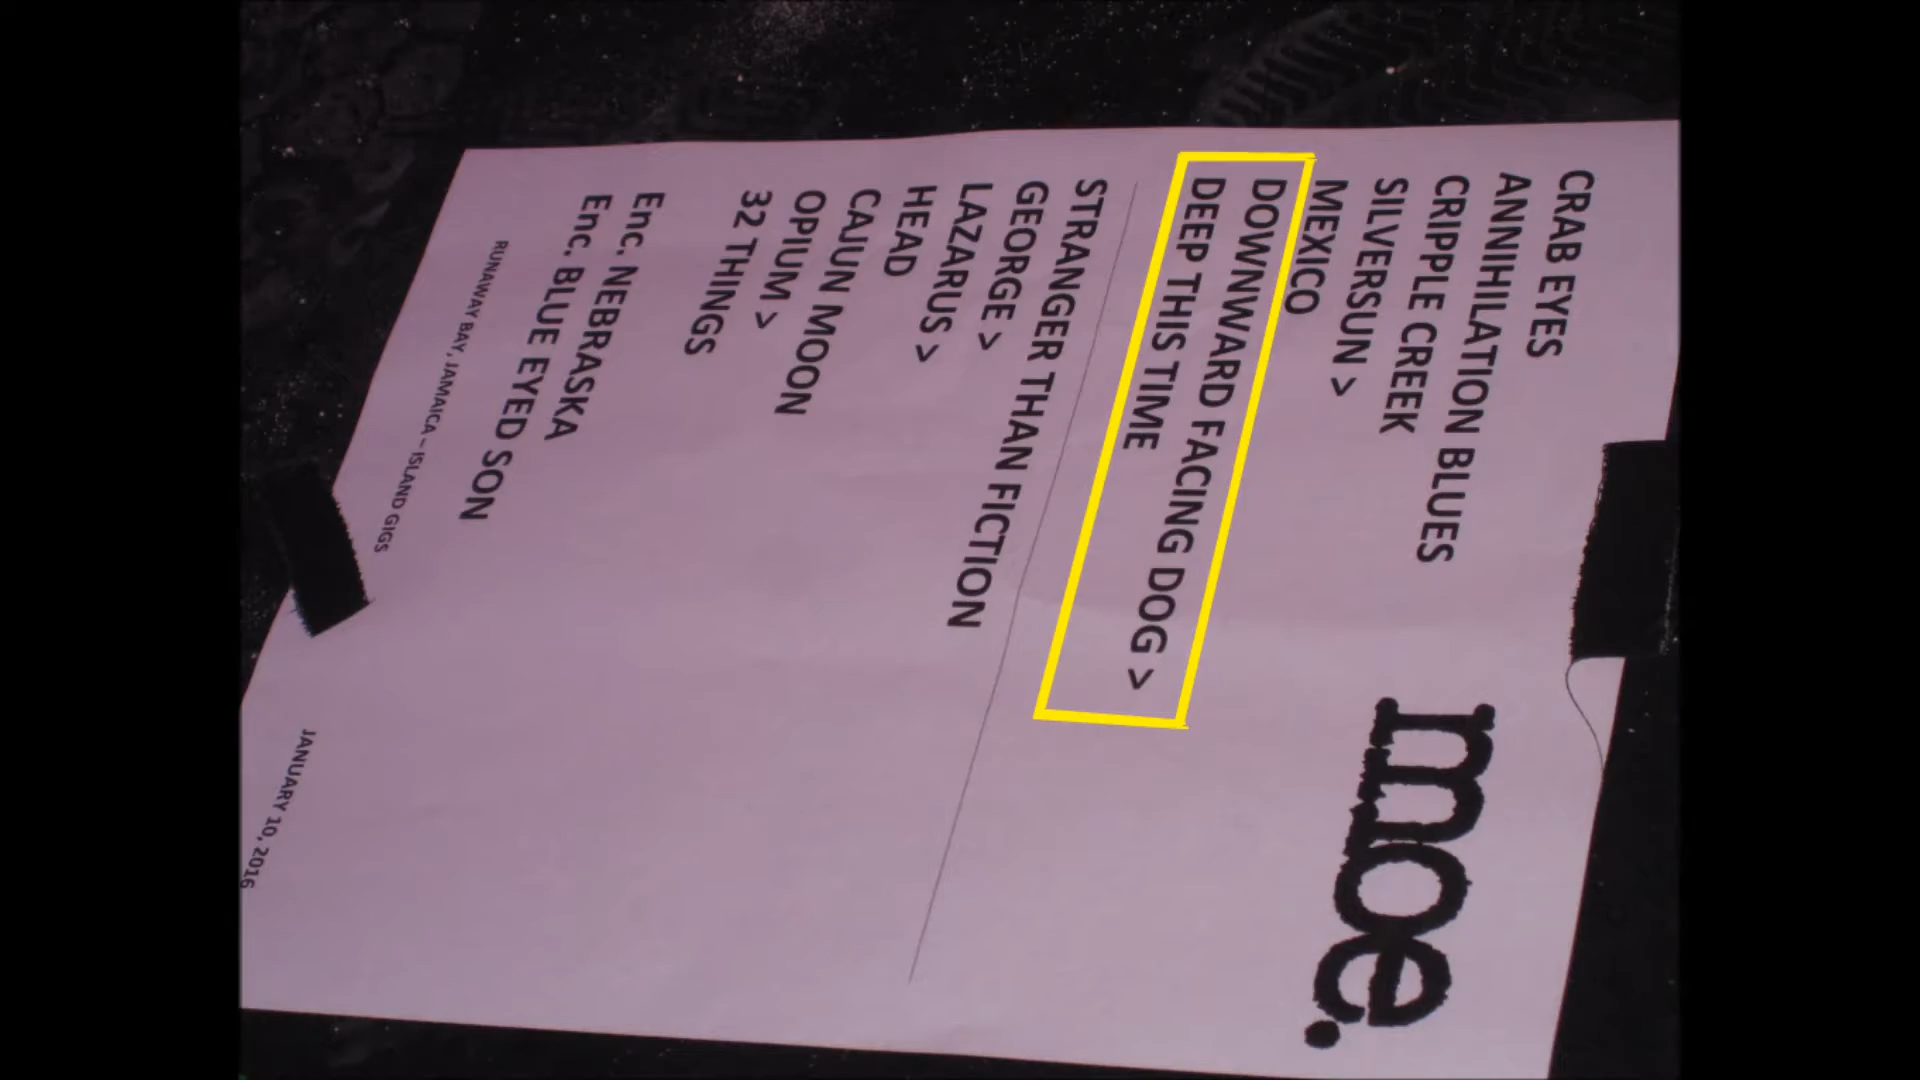 moe.
CRAB EYES
ANNIHILATION BLUES
CRIPPLE CREEK
SILVERSUN >
MEXICO
DOWNWARD FACING DOG >
DEEP THIS TIME
STRANGER THAN FICTION
GEORGE >
LAZARUS >
HEAD
CAJUN MOON
OPIUM >
32 THINGS
Enc. NEBRASKA
Enc. BLUE EYED SON
RUNAWAY BAY, JAMAICA – ISLAND GIGS
JANUARY 10, 2016